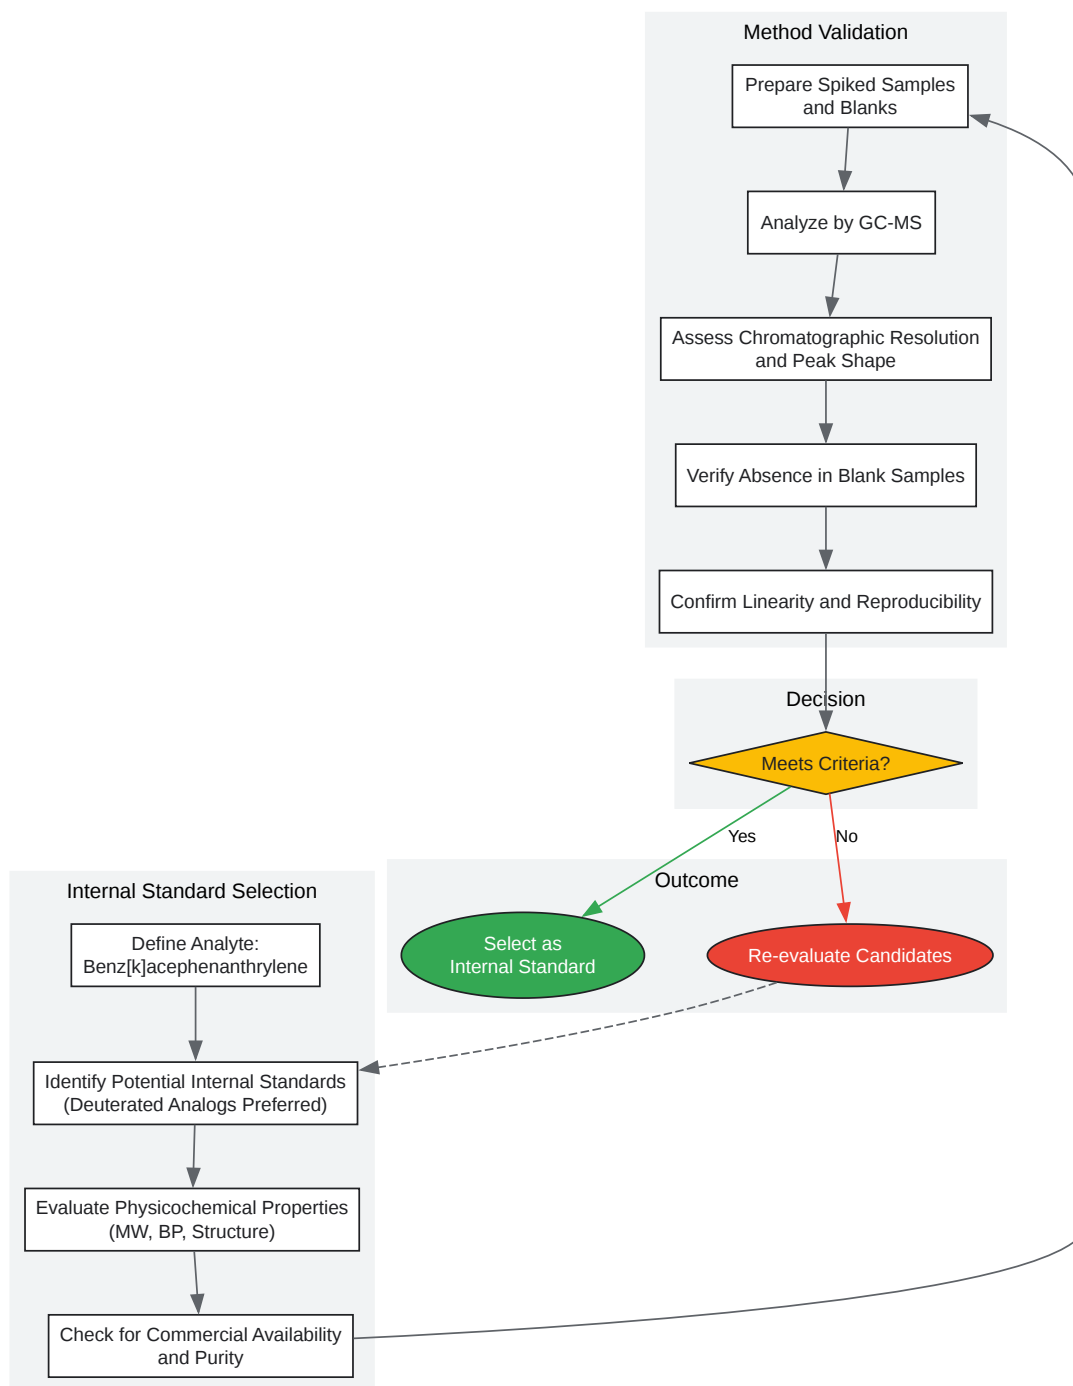 Method Validation
Prepare Spiked Samples
and Blanks
Analyze by GC-MS
Assess Chromatographic Resolution
and Peak Shape
Verify Absence in Blank Samples
Confirm Linearity and Reproducibility
Decision
Meets Criteria?
Yes
No
Outcome
Select as
Internal Standard
Re-evaluate Candidates
Internal Standard Selection
Define Analyte:
Benz[k]acephenanthrylene
Identify Potential Internal Standards
(Deuterated Analogs Preferred)
Evaluate Physicochemical Properties
(MW, BP, Structure)
Check for Commercial Availability
and Purity